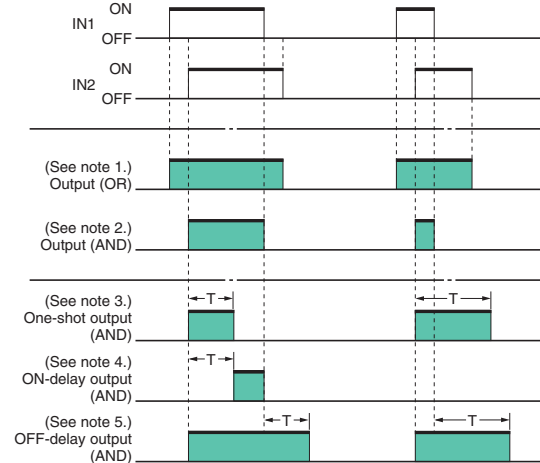 ON
IN1
OFF
ON
IN2
OFF
(See note 1.)
Output (OR)
(See note 2.)
Output (AND)
(See note 3.)
T
T
One-shot output
(AND)
(See note 4.)
T
ON-delay output
(AND)
(See note 5.)
T
T
OFF-delay output
(AND)